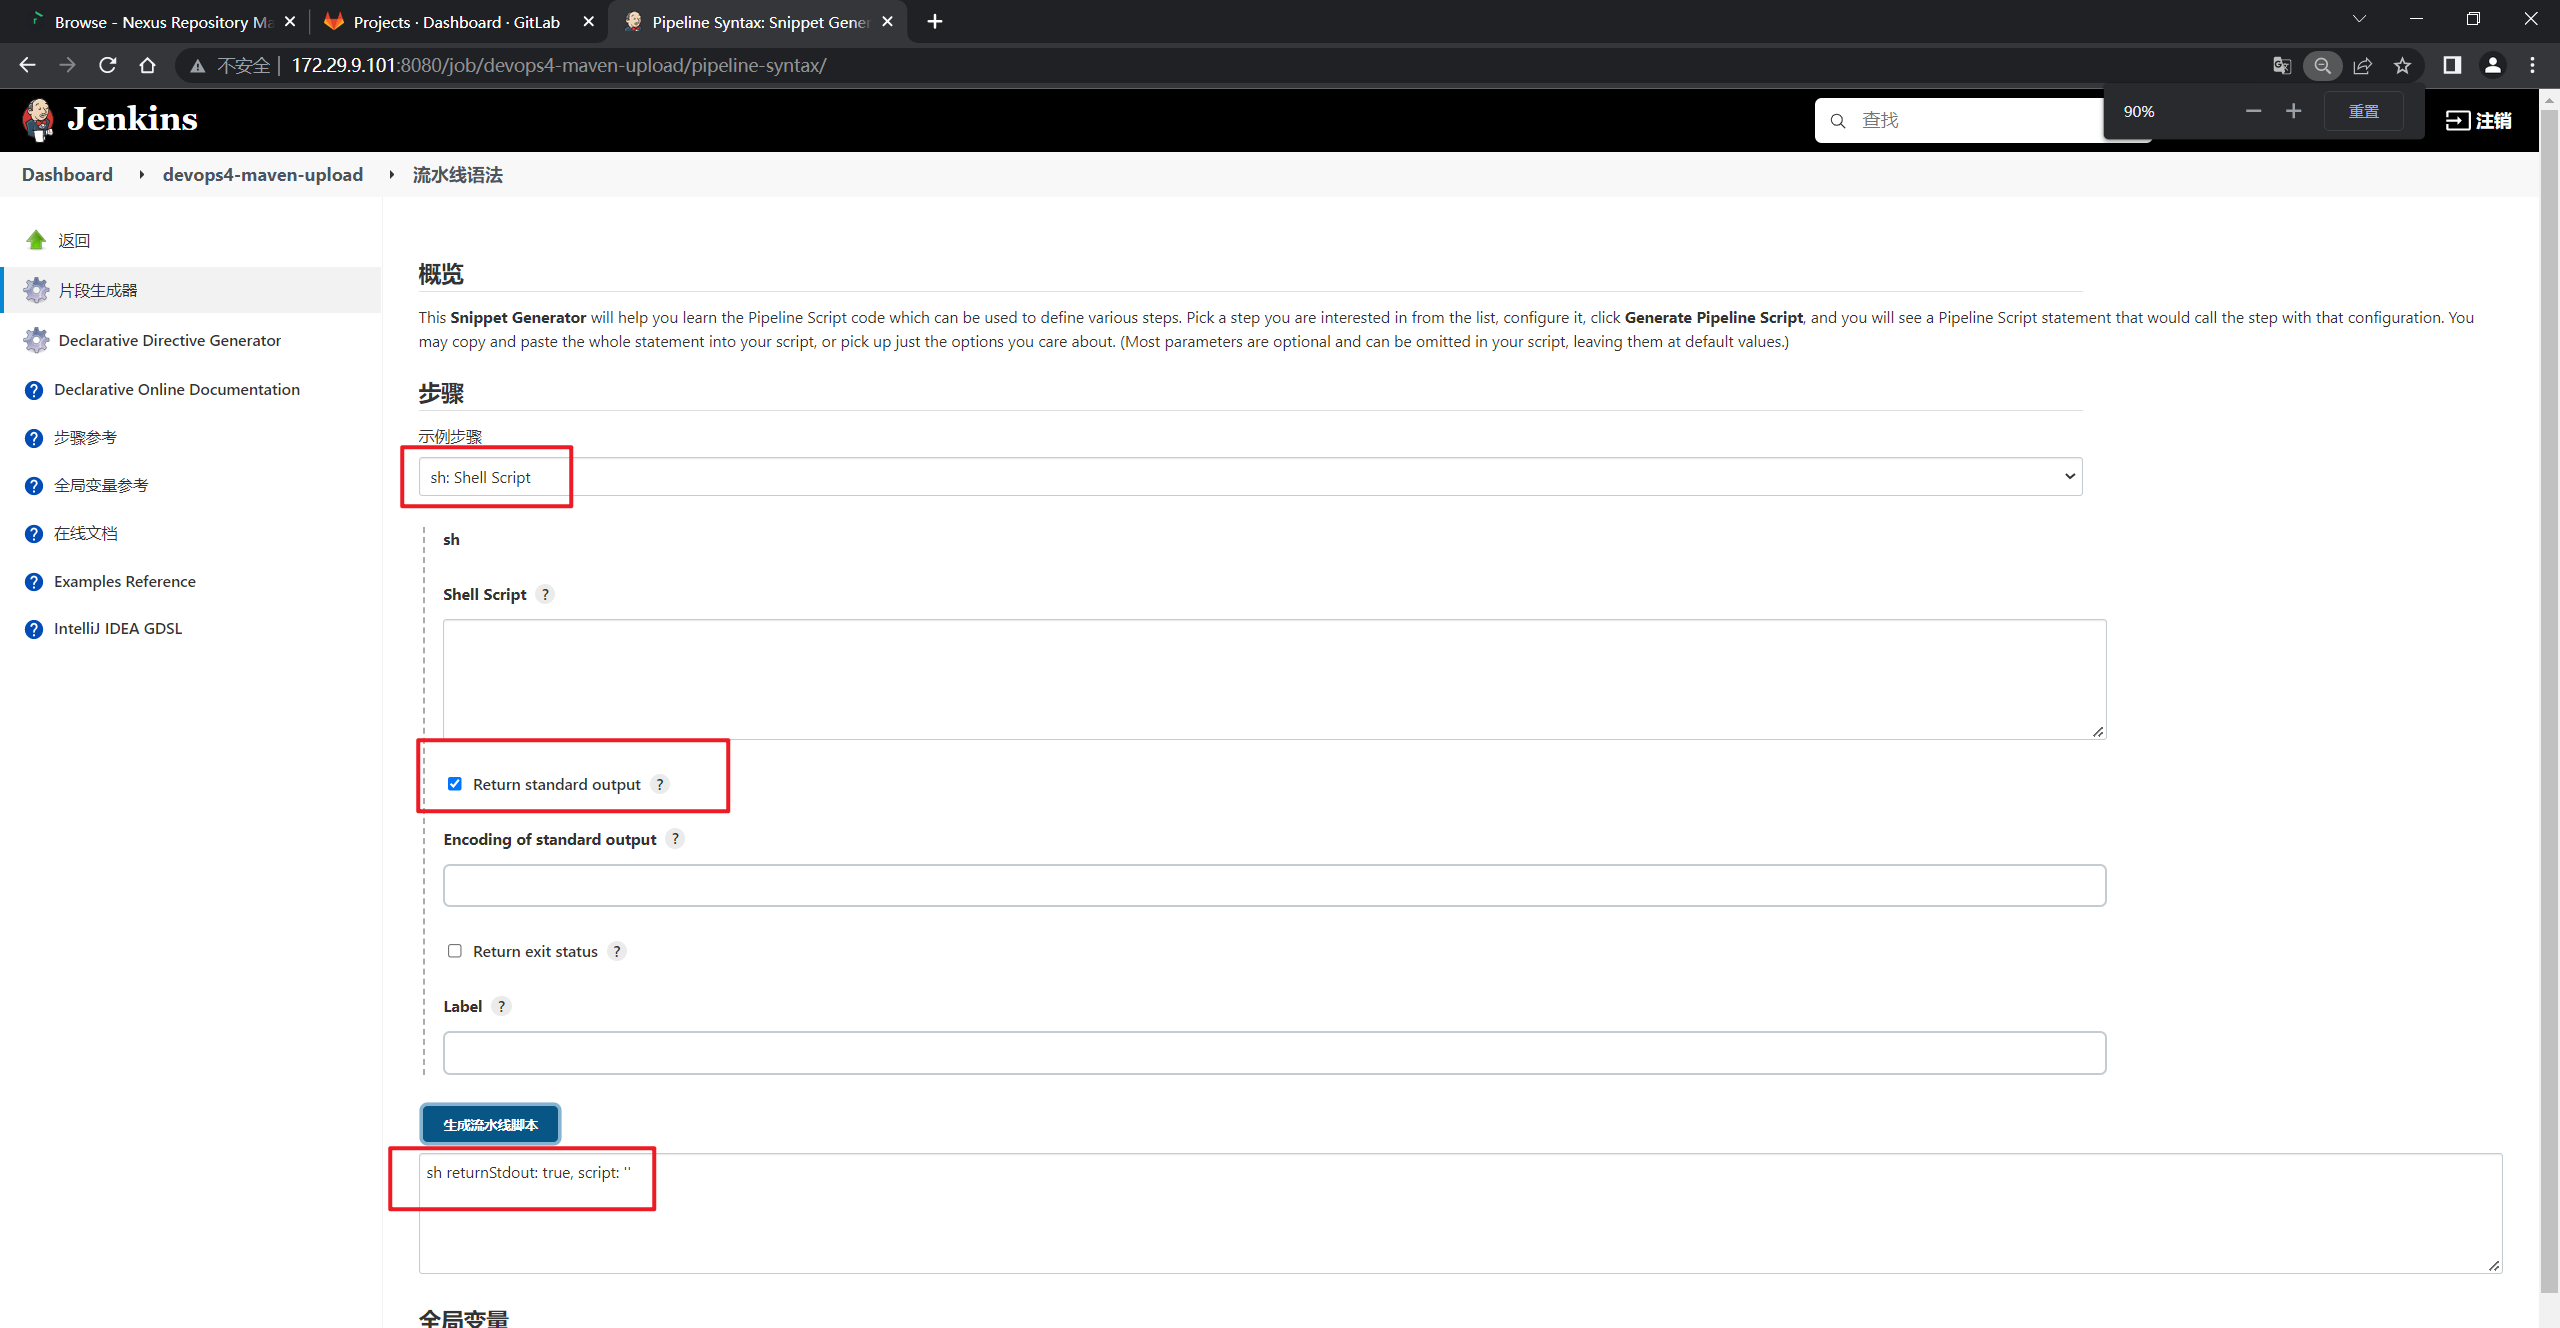 Browse - Nexus Repository Ma
Projects · Dashboard · GitLab
Pipeline Syntax: Snippet Gener
不安全 | 172.29.9.101:8080/job/devops4-maven-upload/pipeline-syntax/
Jenkins
查找
90%
重置
注销
Dashboard
devops4-maven-upload
流水线语法
返回
片段生成器
Declarative Directive Generator
Declarative Online Documentation
步骤参考
全局变量参考
在线文档
Examples Reference
IntelliJ IDEA GDSL
概览
This Snippet Generator will help you learn the Pipeline Script code which can be used to define various steps. Pick a step you are interested in from the list, configure it, click Generate Pipeline Script, and you will see a Pipeline Script statement that would call the step with that configuration. You
may copy and paste the whole statement into your script, or pick up just the options you care about. (Most parameters are optional and can be omitted in your script, leaving them at default values.)
步骤
示例步骤
sh: Shell Script
sh
Shell Script ?
Return standard output ?
Encoding of standard output ?
Return exit status ?
Label ?
生成流水线脚本
sh returnStdout: true, script: ''
全局变量